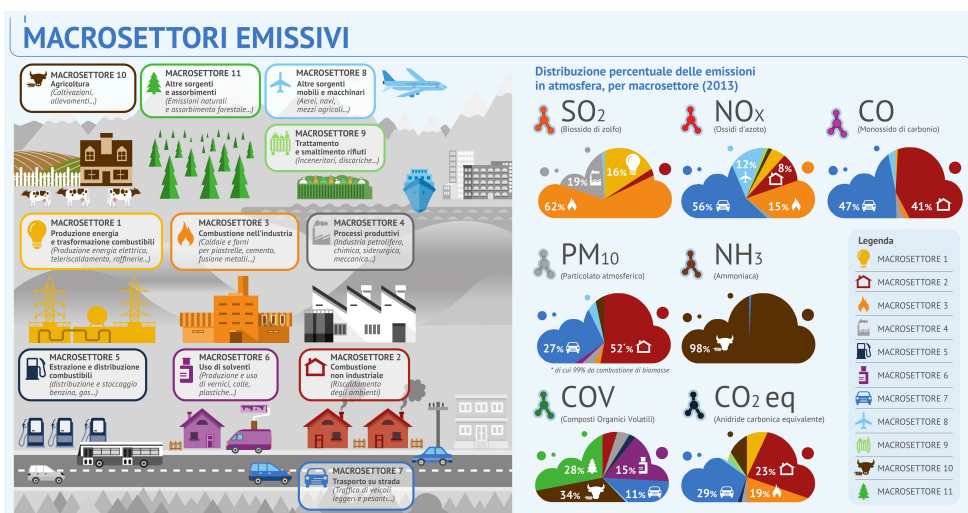 MACROSETTORI EMISSIVI
MACROSETTORE 10
Agricoltura
(Coltivazioni,
allevamenti...)
MACROSETTORE 11
Altre sorgenti
e assorbimenti
(Emissioni naturali
e assorbimento forestale...)
MACROSETTORE 8
Altre sorgenti
mobili e macchinari
(Aerei, navi,
mezzi agricoli...)
MACROSETTORE 9
Trattamento
e smaltimento rifiuti
(Inceneritori, discariche...)
MACROSETTORE 1
Produzione energia
e trasformazione combustibili
(Produzione energia elettrica,
teleriscaldamento, raffinerie...)
MACROSETTORE 3
Combustione nell'industria
(Caldaie e forni
per piastrelle, cemento,
fusione metalli...)
MACROSETTORE 4
Processi produttivi
(Industria petrolifera,
chimica, siderurgica,
meccanica...)
MACROSETTORE 5
Estrazione e distribuzione
combustibili
(distribuzione e stoccaggio
benzina, gas...)
MACROSETTORE 6
Uso di solventi
(Produzione e uso
di vernici, colle,
plastiche...)
MACROSETTORE 2
Combustione
non industriale
(Riscaldamento
degli ambienti)
MACROSETTORE 7
Trasporto su strada
(Traffico di veicoli
leggeri e pesanti...)
Distribuzione percentuale delle emissioni
in atmosfera, per macrosettore (2013)
SO2
(Biossido di zolfo)
16%
19%
62%
NOX
(Ossidi d'azoto)
12%
8%
56%
15%
CO
(Monossido di carbonio)
47%
41%
PM10
(Particolato atmosferico)
27%
52*%
* di cui 99% da combustione di biomasse
NH3
(Ammoniaca)
98%
COV
(Composti Organici Volatili)
28%
15%
34%
11%
CO2 eq
(Anidride carbonica equivalente)
23%
29%
19%
Legenda
MACROSETTORE 1
MACROSETTORE 2
MACROSETTORE 3
MACROSETTORE 4
MACROSETTORE 5
MACROSETTORE 6
MACROSETTORE 7
MACROSETTORE 8
MACROSETTORE 9
MACROSETTORE 10
MACROSETTORE 11